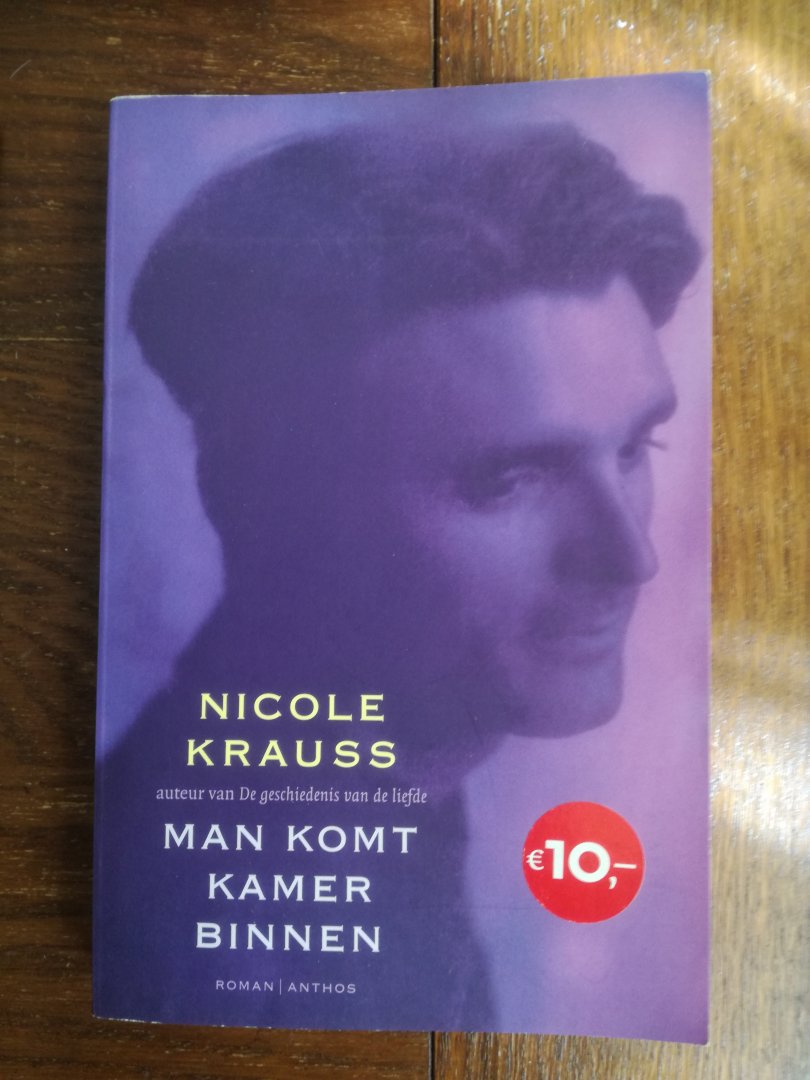 NICOLE
KRAUSS
auteur van De geschiedenis van de liefde
MAN KOMT
KAMER
BINNEN
€10,–
ROMAN | ANTHOS